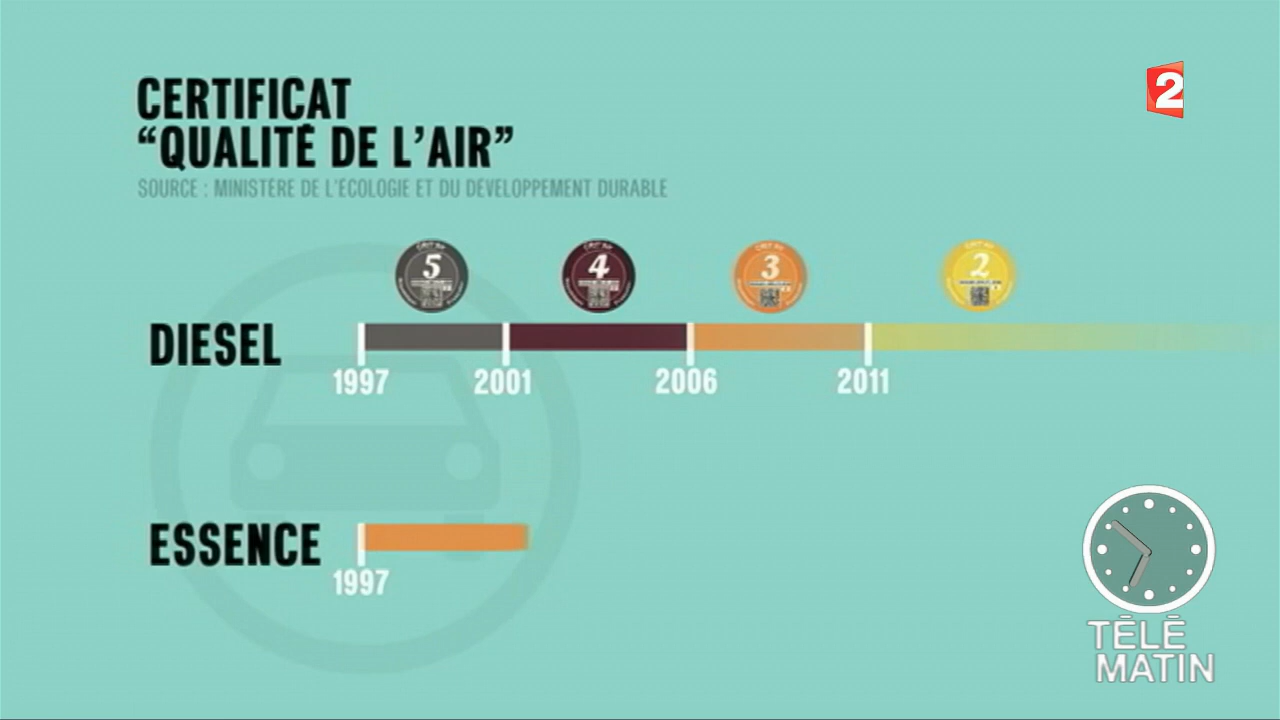 CERTIFICAT
“QUALITÉ DE L’AIR”
SOURCE : MINISTÈRE DE L’ÉCOLOGIE ET DU DÉVELOPPEMENT DURABLE
2
5
4
3
2
DIESEL
1997
2001
2006
2011
ESSENCE
1997
TÉLÉ
MATIN